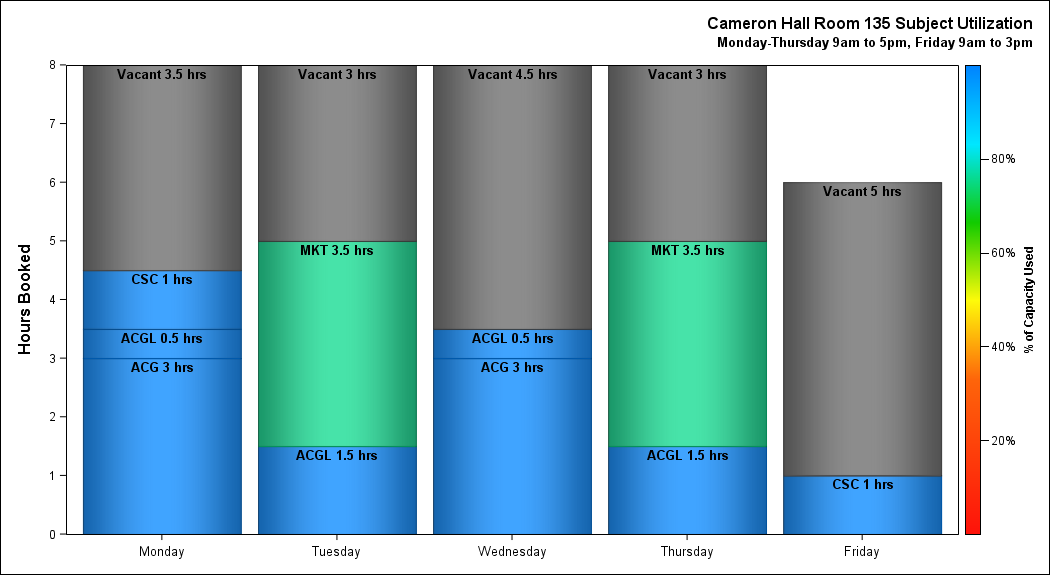 Cameron Hall Room 135 Subject Utilization
Monday-Thursday 9am to 5pm, Friday 9am to 3pm
Hours Booked
8
7
6
5
4
3
2
1
0
Vacant 3.5 hrs
CSC 1 hrs
ACGL 0.5 hrs
ACG 3 hrs
Vacant 3 hrs
MKT 3.5 hrs
ACGL 1.5 hrs
Vacant 4.5 hrs
ACGL 0.5 hrs
ACG 3 hrs
Vacant 3 hrs
MKT 3.5 hrs
ACGL 1.5 hrs
Vacant 5 hrs
CSC 1 hrs
Monday
Tuesday
Wednesday
Thursday
Friday
80%
60%
40%
20%
% of Capacity Used